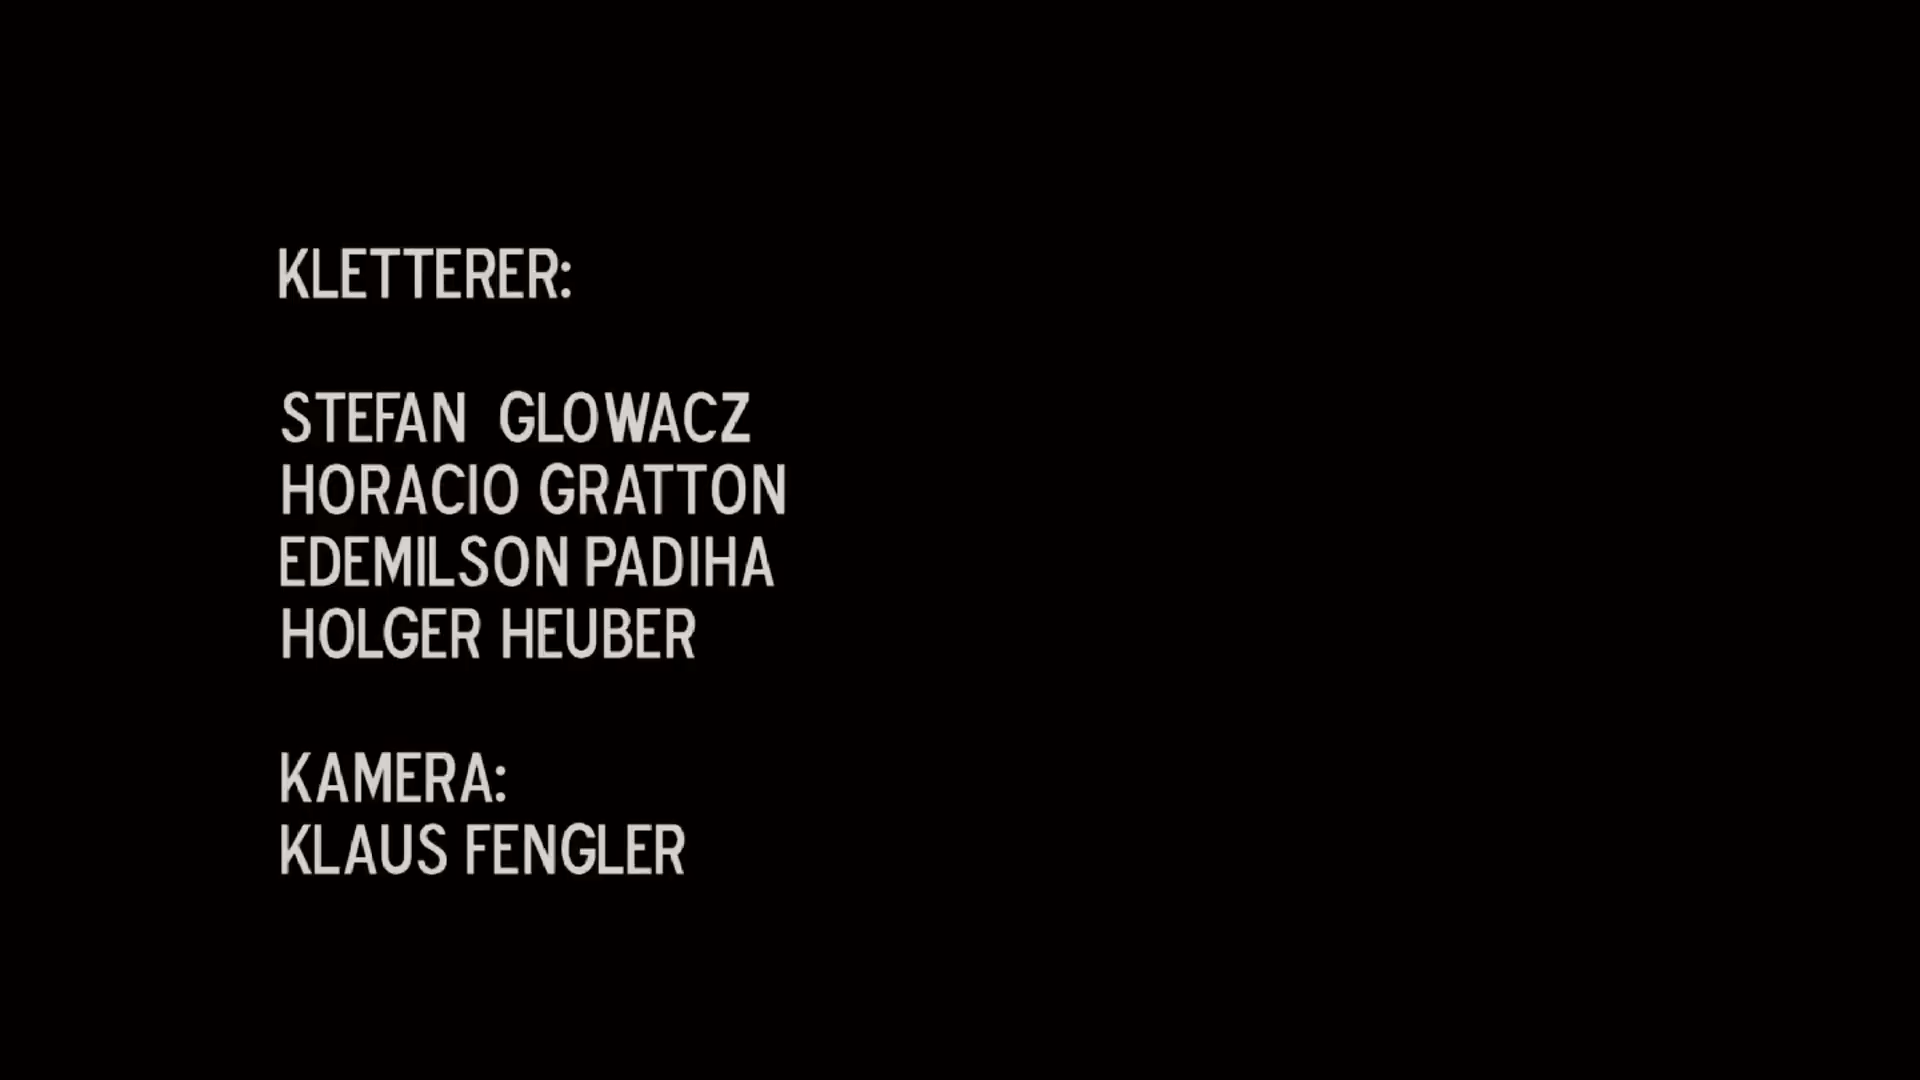 KLETTERER:
STEFAN GLOWACZ
HORACIO GRATTON
EDEMILSON PADIHA
HOLGER HEUBER
KAMERA:
KLAUS FENGLER